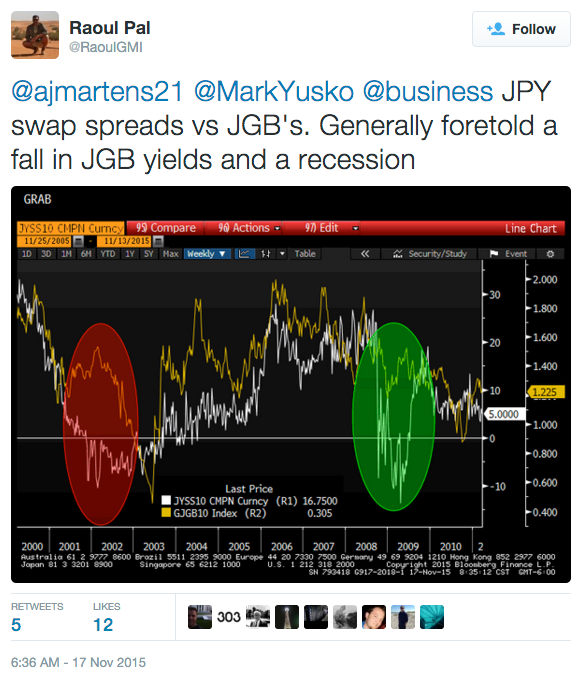 Raoul Pal
@RaoulGMI
Follow
@ajmartens21 @MarkYusko @business JPY
swap spreads vs JGB's. Generally foretold a
fall in JGB yields and a recession
GRAB
JYSS10 CMPN Curncy 99) Compare 96) Actions 97) Edit Line Chart
11/25/2005 - 11/13/2015
1D 3D 1M 6M YTD 1Y 5Y Max Weekly Table Security/Study Event
30
20
10
0
-10
2.000
1.800
1.600
1.400
1.225
1.000
0.800
0.600
0.400
5.0000
Last Price
JYSS10 CMPN Curncy (R1) 16.7500
GJGB10 Index (R2) 0.305
2000 2001 2002 2003 2004 2005 2006 2007 2008 2009 2010 2
Australia 61 2 9777 8600 Brazil 5511 2395 9000 Europe 44 20 7330 7500 Germany 49 69 9204 1210 Hong Kong 852 2977 6000
Japan 81 3 3201 8900 Singapore 65 6212 1000 U.S. 1 212 318 2000 Copyright 2015 Bloomberg Finance L.P.
SN 793418 G917-2018-1 17-Nov-15 8:35:12 CST GMT-6:00
RETWEETS LIKES
5 12
303
6:36 AM - 17 Nov 2015